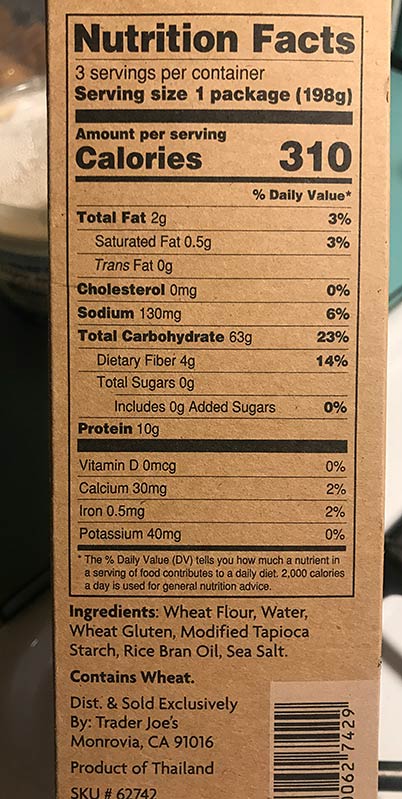 Nutrition Facts
3 servings per container
Serving size 1 package (198g)
Amount per serving
Calories 310
% Daily Value*
Total Fat 2g 3%
Saturated Fat 0.5g 3%
Trans Fat 0g
Cholesterol 0mg 0%
Sodium 130mg 6%
Total Carbohydrate 63g 23%
Dietary Fiber 4g 14%
Total Sugars 0g
Includes 0g Added Sugars 0%
Protein 10g
Vitamin D 0mcg 0%
Calcium 30mg 2%
Iron 0.5mg 2%
Potassium 40mg 0%
* The % Daily Value (DV) tells you how much a nutrient in
a serving of food contributes to a daily diet. 2,000 calories
a day is used for general nutrition advice.
Ingredients: Wheat Flour, Water,
Wheat Gluten, Modified Tapioca
Starch, Rice Bran Oil, Sea Salt.
Contains Wheat.
Dist. & Sold Exclusively
By: Trader Joe's
Monrovia, CA 91016
Product of Thailand
SKU # 62742
0627429